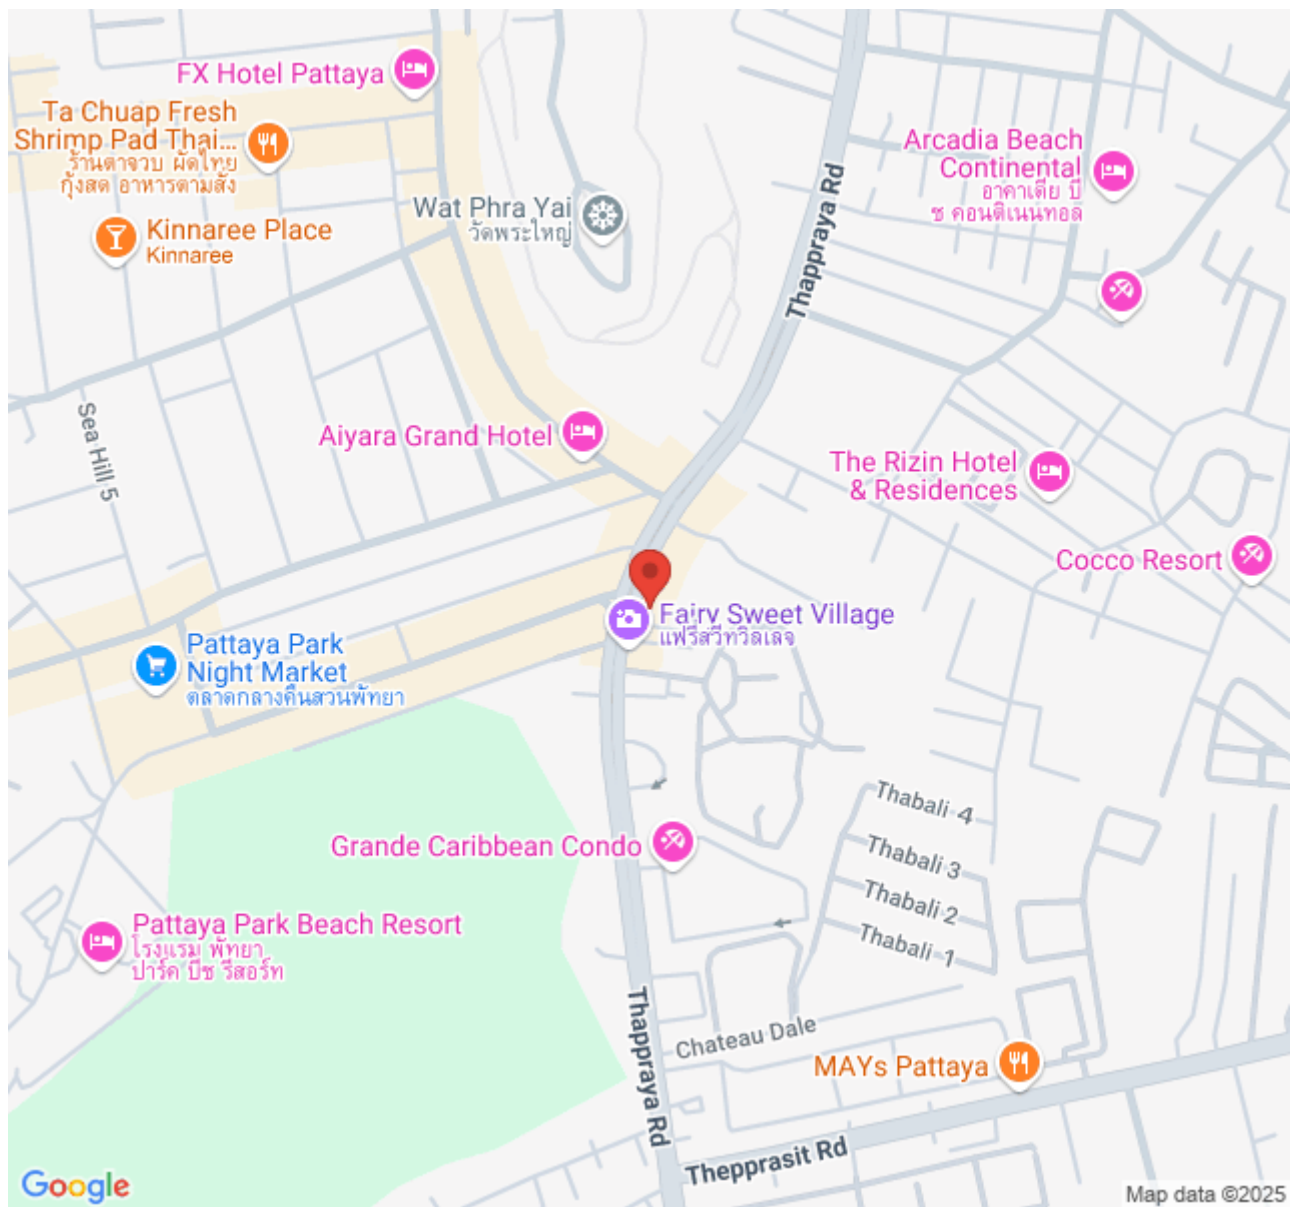 FX Hotel Pattaya
Ta Chuap Fresh
Shrimp Pad Thai...
ร้านตาจวบ ผัดไทย
กุ้งสด อาหารตามสั่ง
Kinnaree Place
Kinnaree
Wat Phra Yai
วัดพระใหญ่
Thappraya Rd
Arcadia Beach
Continental
อาคาเดีย บี
ช คอนติเนนทอล
Sea Hill 5
Aiyara Grand Hotel
The Rizin Hotel
& Residences
Cocco Resort
Fairy Sweet Village
แฟรี่สวีทวิลเลจ
Pattaya Park
Night Market
ตลาดกลางคืนสวนพัทยา
Thabali 4
Thabali 3
Thabali 2
Thabali 1
Grande Caribbean Condo
Pattaya Park Beach Resort
โรงแรม พัทยา
ปาร์ค บีช รีสอร์ท
Thappraya Rd
Chateau Dale
MAYs Pattaya
Thepprasit Rd
Google
Map data ©2025